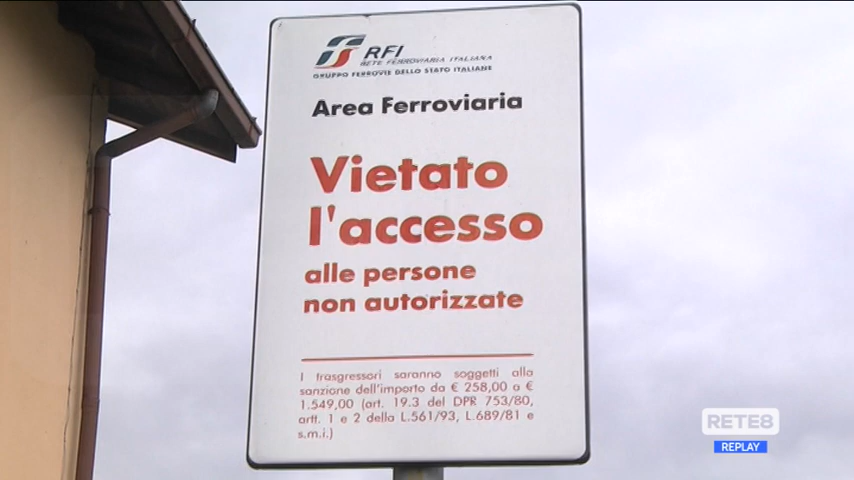 RFI
RETE FERROVIARIA ITALIANA
GRUPPO FERROVIE DELLO STATO ITALIANE
Area Ferroviaria
Vietato
l'accesso
alle persone
non autorizzate
I trasgressori saranno soggetti alla
sanzione dell'importo da € 258,00 a €
1.549,00 (art. 19.3 del DPR 753/80,
artt. 1 e 2 della L.561/93, L.689/81 e
s.m.i.)
RETE8
REPLAY